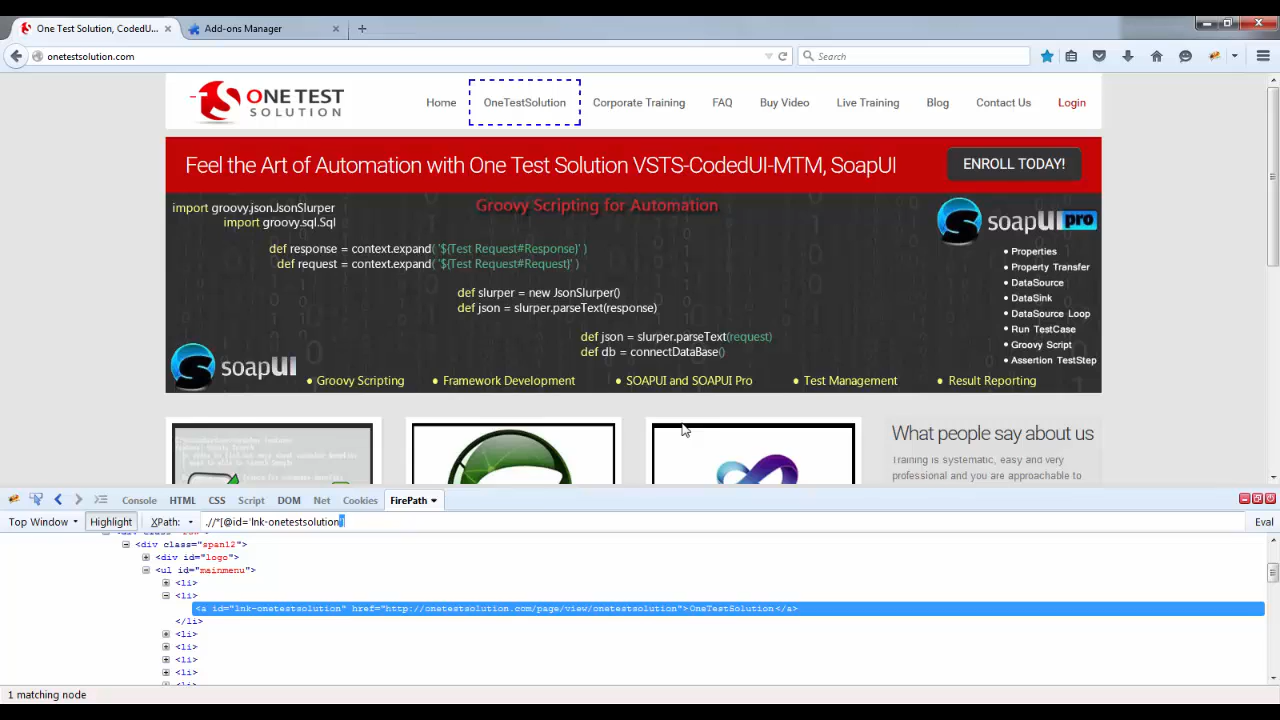 One Test Solution, CodedU...
Add-ons Manager
onetestsolution.com
Search
ONE TEST
SOLUTION
Home
OneTestSolution
Corporate Training
FAQ
Buy Video
Live Training
Blog
Contact Us
Login
Feel the Art of Automation with One Test Solution VSTS-CodedUI-MTM, SoapUI
ENROLL TODAY!
import groovy.json.JsonSlurper
import groovy.sql.Sql
Groovy Scripting for Automation
soapUI pro
def response = context.expand( '${Test Request#Response}' )
def request = context.expand( '${Test Request#Request}' )
def slurper = new JsonSlurper()
def json = slurper.parseText(response)
def json = slurper.parseText(request)
def db = connectDataBase()
• Properties
• Property Transfer
• DataSource
• DataSink
• DataSource Loop
• Run TestCase
• Groovy Script
• Assertion TestStep
soapUI
• Groovy Scripting
• Framework Development
• SOAPUI and SOAPUI Pro
• Test Management
• Result Reporting
What people say about us
Training is systematic, easy and very
professional and you are approachable to
Console
HTML
CSS
Script
DOM
Net
Cookies
FirePath
Top Window
Highlight
XPath:
.//*[@id='lnk-onetestsolution']
Eval
<div class="span12">
<div id="logo">
<ul id="mainmenu">
<li>
<li>
<a id="lnk-onetestsolution" href="http://onetestsolution.com/page/view/onetestsolution">OneTestSolution</a>
</li>
<li>
<li>
<li>
<li>
1 matching node